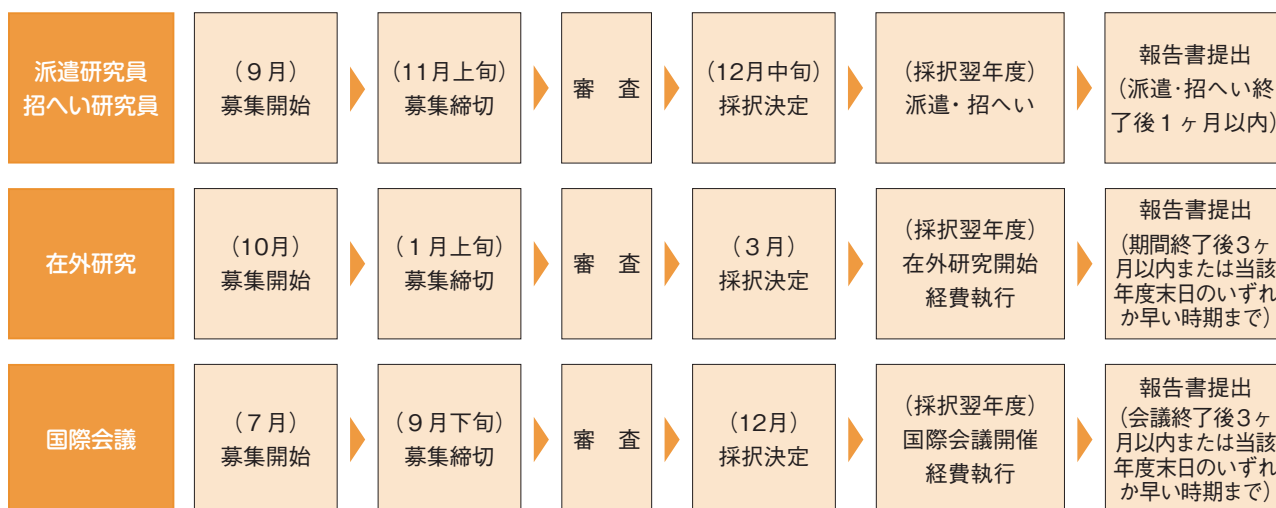 派遣研究員
招へい研究員
（９月）
募集開始
（11月上旬）
募集締切
審　査
（12月中旬）
採択決定
（採択翌年度）
派遣・招へい
報告書提出
（派遣・招へい終
了後１ヶ月以内）
在外研究
（10月）
募集開始
（１月上旬）
募集締切
審　査
（３月）
採択決定
（採択翌年度）
在外研究開始
経費執行
報告書提出
（期間終了後3ヶ
月以内または当該
年度末日のいずれ
か早い時期まで）
国際会議
（７月）
募集開始
（９月下旬）
募集締切
審　査
（12月）
採択決定
（採択翌年度）
国際会議開催
経費執行
報告書提出
（会議終了後3ヶ
月以内または当該
年度末日のいずれ
か早い時期まで）